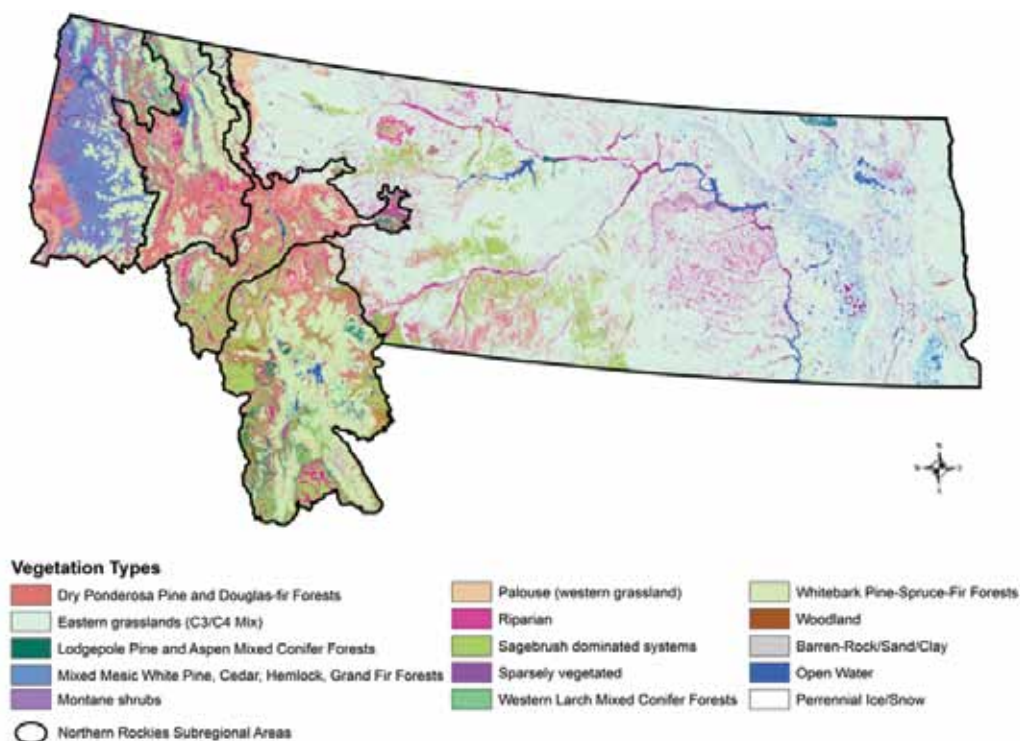 Vegetation Types
Dry Ponderosa Pine and Douglas-fir Forests
Eastern grasslands (C3/C4 Mix)
Lodgepole Pine and Aspen Mixed Conifer Forests
Mixed Mesic White Pine, Cedar, Hemlock, Grand Fir Forests
Montane shrubs
Northern Rockies Subregional Areas
Palouse (western grassland)
Riparian
Sagebrush dominated systems
Sparsely vegetated
Western Larch Mixed Conifer Forests
Whitebark Pine-Spruce-Fir Forests
Woodland
Barren-Rock/Sand/Clay
Open Water
Perrennial Ice/Snow